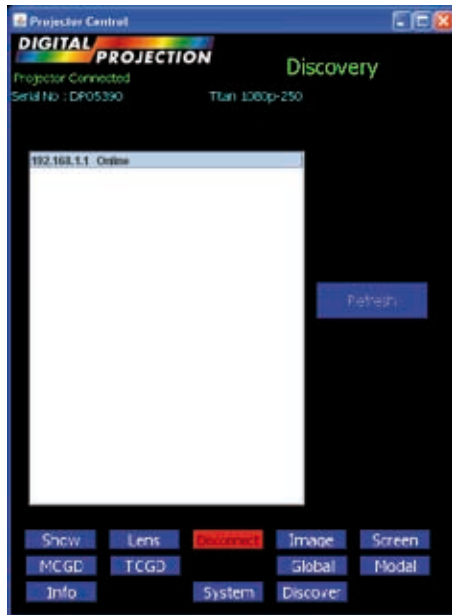 Projector Control
DIGITAL PROJECTION
Discovery
Projector Connected
Serial No : DP05390 Titan 1080p-250
192.168.1.1 Online
Refresh
Show Lens Disconnect Image Screen
MCGD TCGD Global Modal
Info System Discover